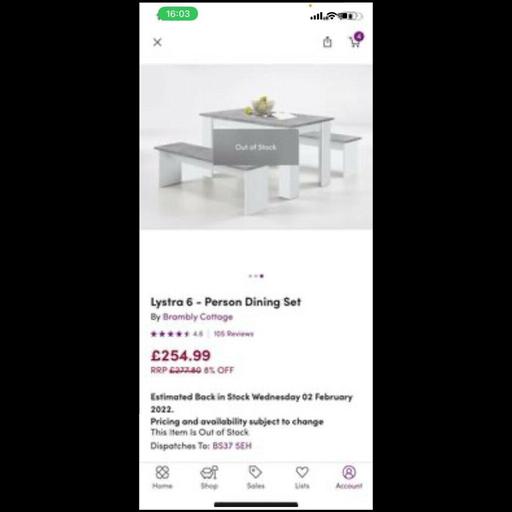 16:03
4
Out of Stock
Lystra 6 - Person Dining Set
By Brambly Cottage
4.6 | 105 Reviews
£254.99
RRP £277.80 8% OFF
Estimated Back in Stock Wednesday 02 February
2022.
Pricing and availability subject to change
This Item Is Out of Stock
Dispatches To: BS37 5EH
Home Shop Sales Lists Account